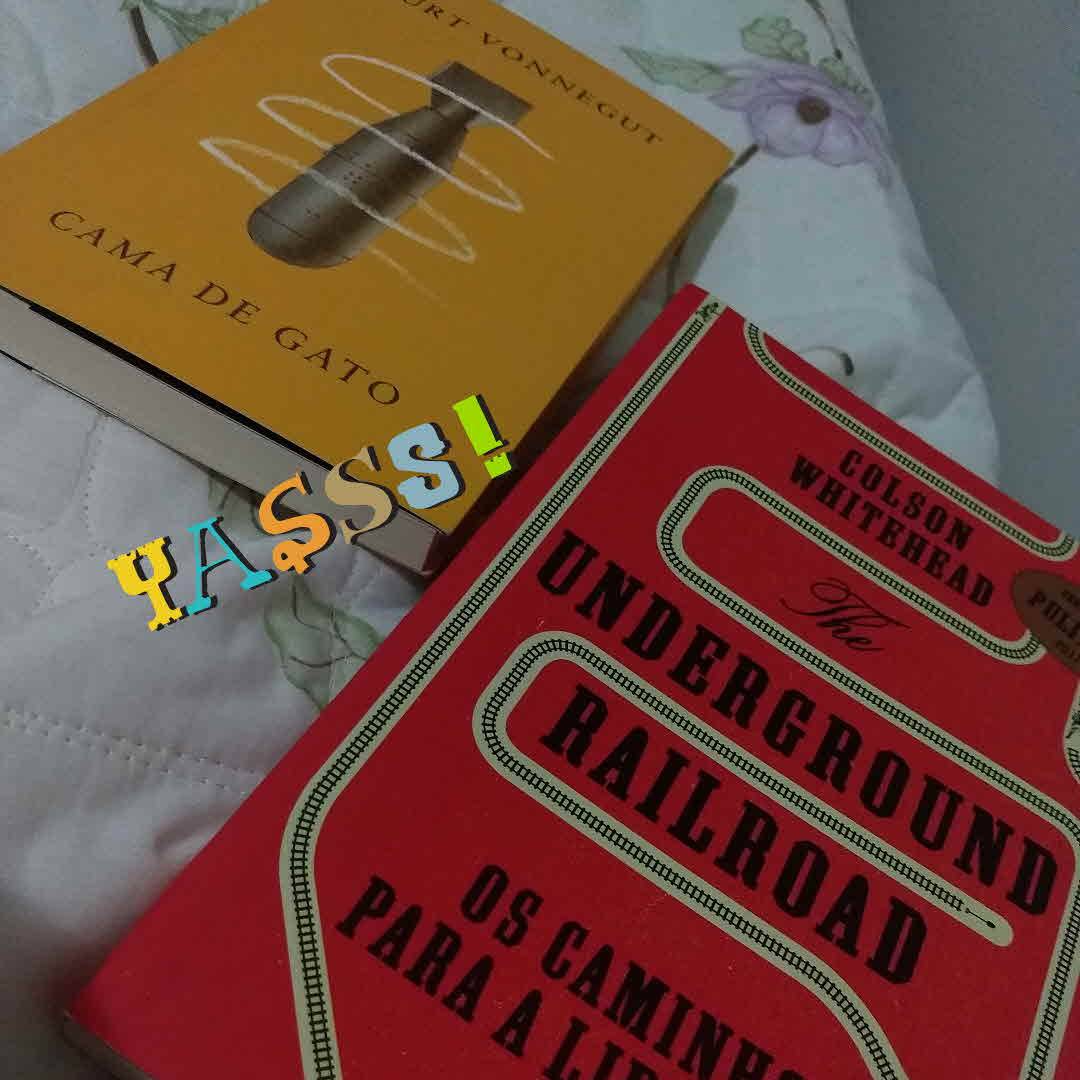 VONNEGUT
CAMA DE GATO
YASSS!
COLSON
WHITEHEAD
The
UNDERGROUND
RAILROAD
OS
PARA A